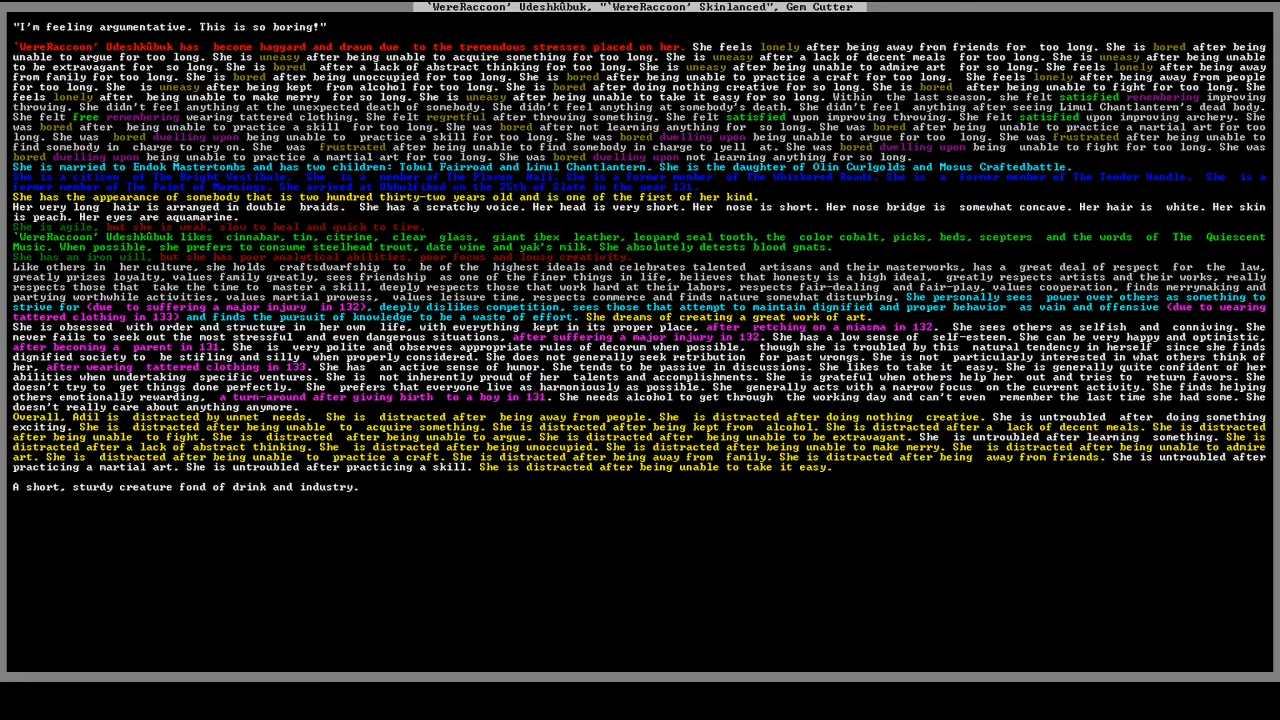 `WereRaccoon' Udeshkûbuk, "`WereRaccoon' Skinlanced", Gem Cutter
"I'm feeling argumentative. This is so boring!"
`WereRaccoon' Udeshkûbuk has become haggard and drawn due to the tremendous stresses placed on her. She feels lonely after being away from friends for too long. She is bored after being
unable to argue for too long. She is uneasy after being unable to acquire something for too long. She is uneasy after a lack of decent meals for too long. She is uneasy after being unable
to be extravagant for so long. She is bored after a lack of abstract thinking for so long. She is uneasy after being unable to admire art for so long. She feels lonely after being away
from family for too long. She is bored after being unoccupied for too long. She is bored after being unable to practice a craft for too long. She feels lonely after being away from people
for too long. She is uneasy after being kept from alcohol for too long. She is bored after doing nothing creative for so long. She is bored after being unable to fight for too long. She
feels lonely after being unable to make merry for so long. She is uneasy after being unable to take it easy for so long. Within the last season, she felt satisfied remembering improving
throwing. She didn't feel anything at the unexpected death of somebody. She didn't feel anything at somebody's death. She didn't feel anything after seeing Linul Chantlantern's dead body.
She felt free remembering wearing tattered clothing. She felt regretful after throwing something. She felt satisfied upon improving throwing. She felt satisfied upon improving archery. She
was bored after being unable to practice a skill for too long. She was bored after not learning anything for so long. She was bored after being unable to practice a martial art for too
long. She was bored dwelling upon being unable to practice a skill for too long. She was bored dwelling upon being unable to argue for too long. She was frustrated after being unable to
find somebody in charge to cry on. She was frustrated after being unable to find somebody in charge to yell at. She was bored dwelling upon being unable to fight for too long. She was
bored dwelling upon being unable to practice a martial art for too long. She was bored dwelling upon not learning anything for so long.
She is married to Endok Mastertombs and has two children: Tobul Fairroad and Linul Chantlantern. She is the daughter of Olin Curlgolds and Mosus Craftedbattle.
She is a citizen of The Bright Vestibule. She is a member of The Flaxen Hall. She is a former member of The Whiskered Roads. She is a former member of The Tender Handle. She is a
former member of The Paint of Mornings. She arrived at Ubbulfikod on the 25th of Slate in the year 131.
She has the appearance of somebody that is two hundred thirty-two years old and is one of the first of her kind.
Her very long hair is arranged in double braids. She has a scratchy voice. Her head is very short. Her nose is short. Her nose bridge is somewhat concave. Her hair is white. Her skin
is peach. Her eyes are aquamarine.
She is agile, but she is weak, slow to heal and quick to tire.
`WereRaccoon' Udeshkûbuk likes cinnabar, tin, citrine, clear glass, giant ibex leather, leopard seal tooth, the color cobalt, picks, beds, scepters and the words of The Quiescent
Music. When possible, she prefers to consume steelhead trout, date wine and yak's milk. She absolutely detests blood gnats.
She has an iron will, but she has poor analytical abilities, poor focus and lousy creativity.
Like others in her culture, she holds craftsdwarfship to be of the highest ideals and celebrates talented artisans and their masterworks, has a great deal of respect for the law,
greatly prizes loyalty, values family greatly, sees friendship as one of the finer things in life, believes that honesty is a high ideal, greatly respects artists and their works, really
respects those that take the time to master a skill, deeply respects those that work hard at their labors, respects fair-dealing and fair-play, values cooperation, finds merrymaking and
partying worthwhile activities, values martial prowess, values leisure time, respects commerce and finds nature somewhat disturbing. She personally sees power over others as something to
strive for (due to suffering a major injury in 132), deeply dislikes competition, sees those that attempt to maintain dignified and proper behavior as vain and offensive (due to wearing
tattered clothing in 133) and finds the pursuit of knowledge to be a waste of effort. She dreams of creating a great work of art.
She is obsessed with order and structure in her own life, with everything kept in its proper place, after retching on a miasma in 132. She sees others as selfish and conniving. She
never fails to seek out the most stressful and even dangerous situations, after suffering a major injury in 132. She has a low sense of self-esteem. She can be very happy and optimistic,
after becoming a parent in 131. She is very polite and observes appropriate rules of decorum when possible, though she is troubled by this natural tendency in herself since she finds
dignified society to be stifling and silly when properly considered. She does not generally seek retribution for past wrongs. She is not particularly interested in what others think of
her, after wearing tattered clothing in 133. She has an active sense of humor. She tends to be passive in discussions. She likes to take it easy. She is generally quite confident of her
abilities when undertaking specific ventures. She is not inherently proud of her talents and accomplishments. She is grateful when others help her out and tries to return favors. She
doesn't try to get things done perfectly. She prefers that everyone live as harmoniously as possible. She generally acts with a narrow focus on the current activity. She finds helping
others emotionally rewarding, a turn-around after giving birth to a boy in 131. She needs alcohol to get through the working day and can't even remember the last time she had some. She
doesn't really care about anything anymore.
Overall, Adil is distracted by unmet needs. She is distracted after being away from people. She is distracted after doing nothing creative. She is untroubled after doing something
exciting. She is distracted after being unable to acquire something. She is distracted after being kept from alcohol. She is distracted after a lack of decent meals. She is distracted
after being unable to fight. She is distracted after being unable to argue. She is distracted after being unable to be extravagant. She is untroubled after learning something. She is
distracted after a lack of abstract thinking. She is distracted after being unoccupied. She is distracted after being unable to make merry. She is distracted after being unable to admire
art. She is distracted after being unable to practice a craft. She is distracted after being away from family. She is distracted after being away from friends. She is untroubled after
practicing a martial art. She is untroubled after practicing a skill. She is distracted after being unable to take it easy.
A short, sturdy creature fond of drink and industry.